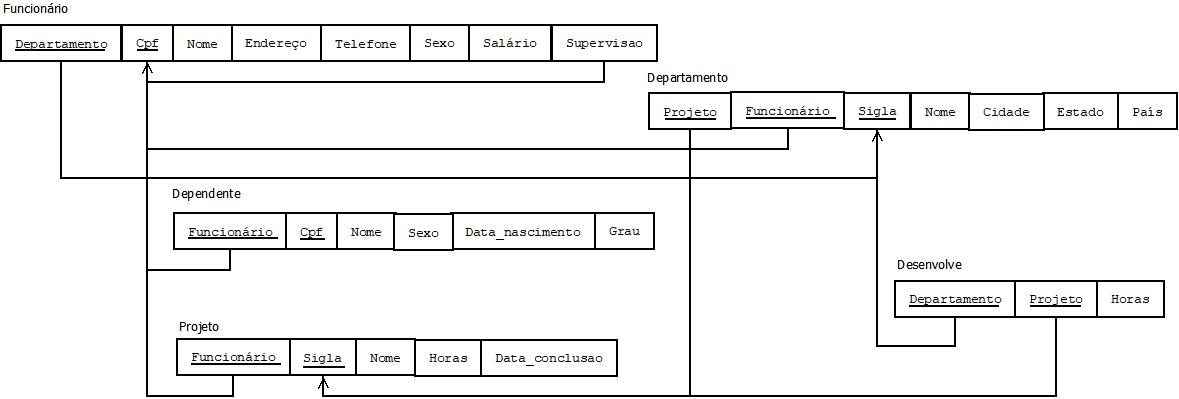 Funcionário
Departamento Cpf Nome Endereço Telefone Sexo Salário Supervisao
Departamento
Projeto Funcionário Sigla Nome Cidade Estado País
Dependente
Funcionário Cpf Nome Sexo Data_nascimento Grau
Desenvolve
Departamento Projeto Horas
Projeto
Funcionário Sigla Nome Horas Data_conclusao